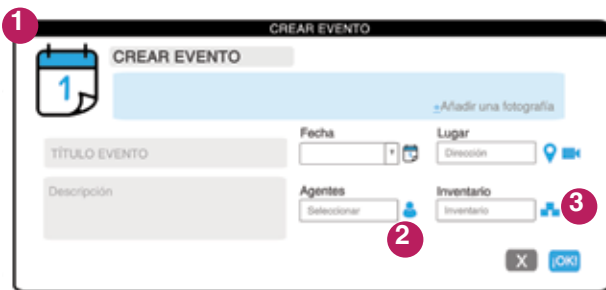 1
CREAR EVENTO
CREAR EVENTO
1
+Añadir una fotografía
Fecha
Lugar
TÍTULO EVENTO
Dirección
Descripción
Agentes
Inventario
Seleccionar
Inventario
3
2
X
¡OK!